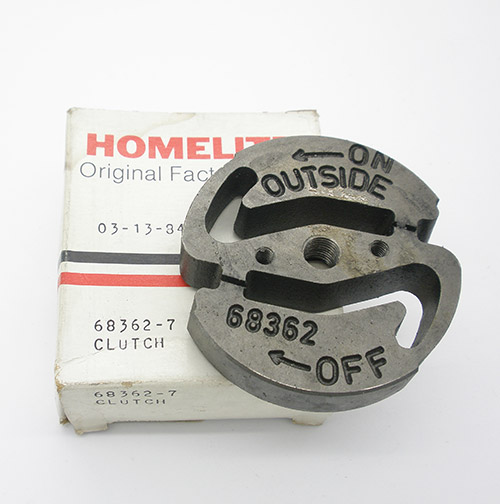 HOMELIT
Original Fact
03-13-84
68362-7
CLUTCH
68362-7
CLUTCH
←ON
OUTSIDE
68362
←OFF